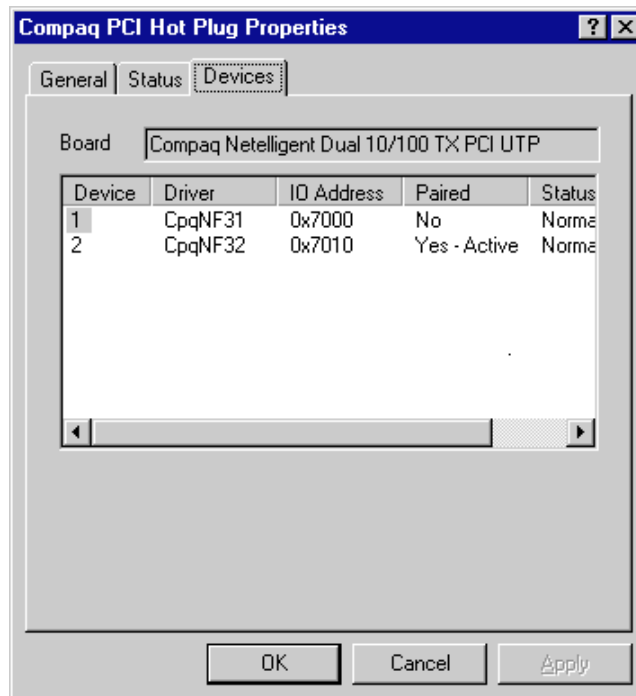 Compaq PCI Hot Plug Properties ? X
General Status Devices
Board Compaq Netelligent Dual 10/100 TX PCI UTP
Device Driver IO Address Paired Status
1 CpqNF31 0x7000 No Norma
2 CpqNF32 0x7010 Yes - Active Norma
OK Cancel Apply